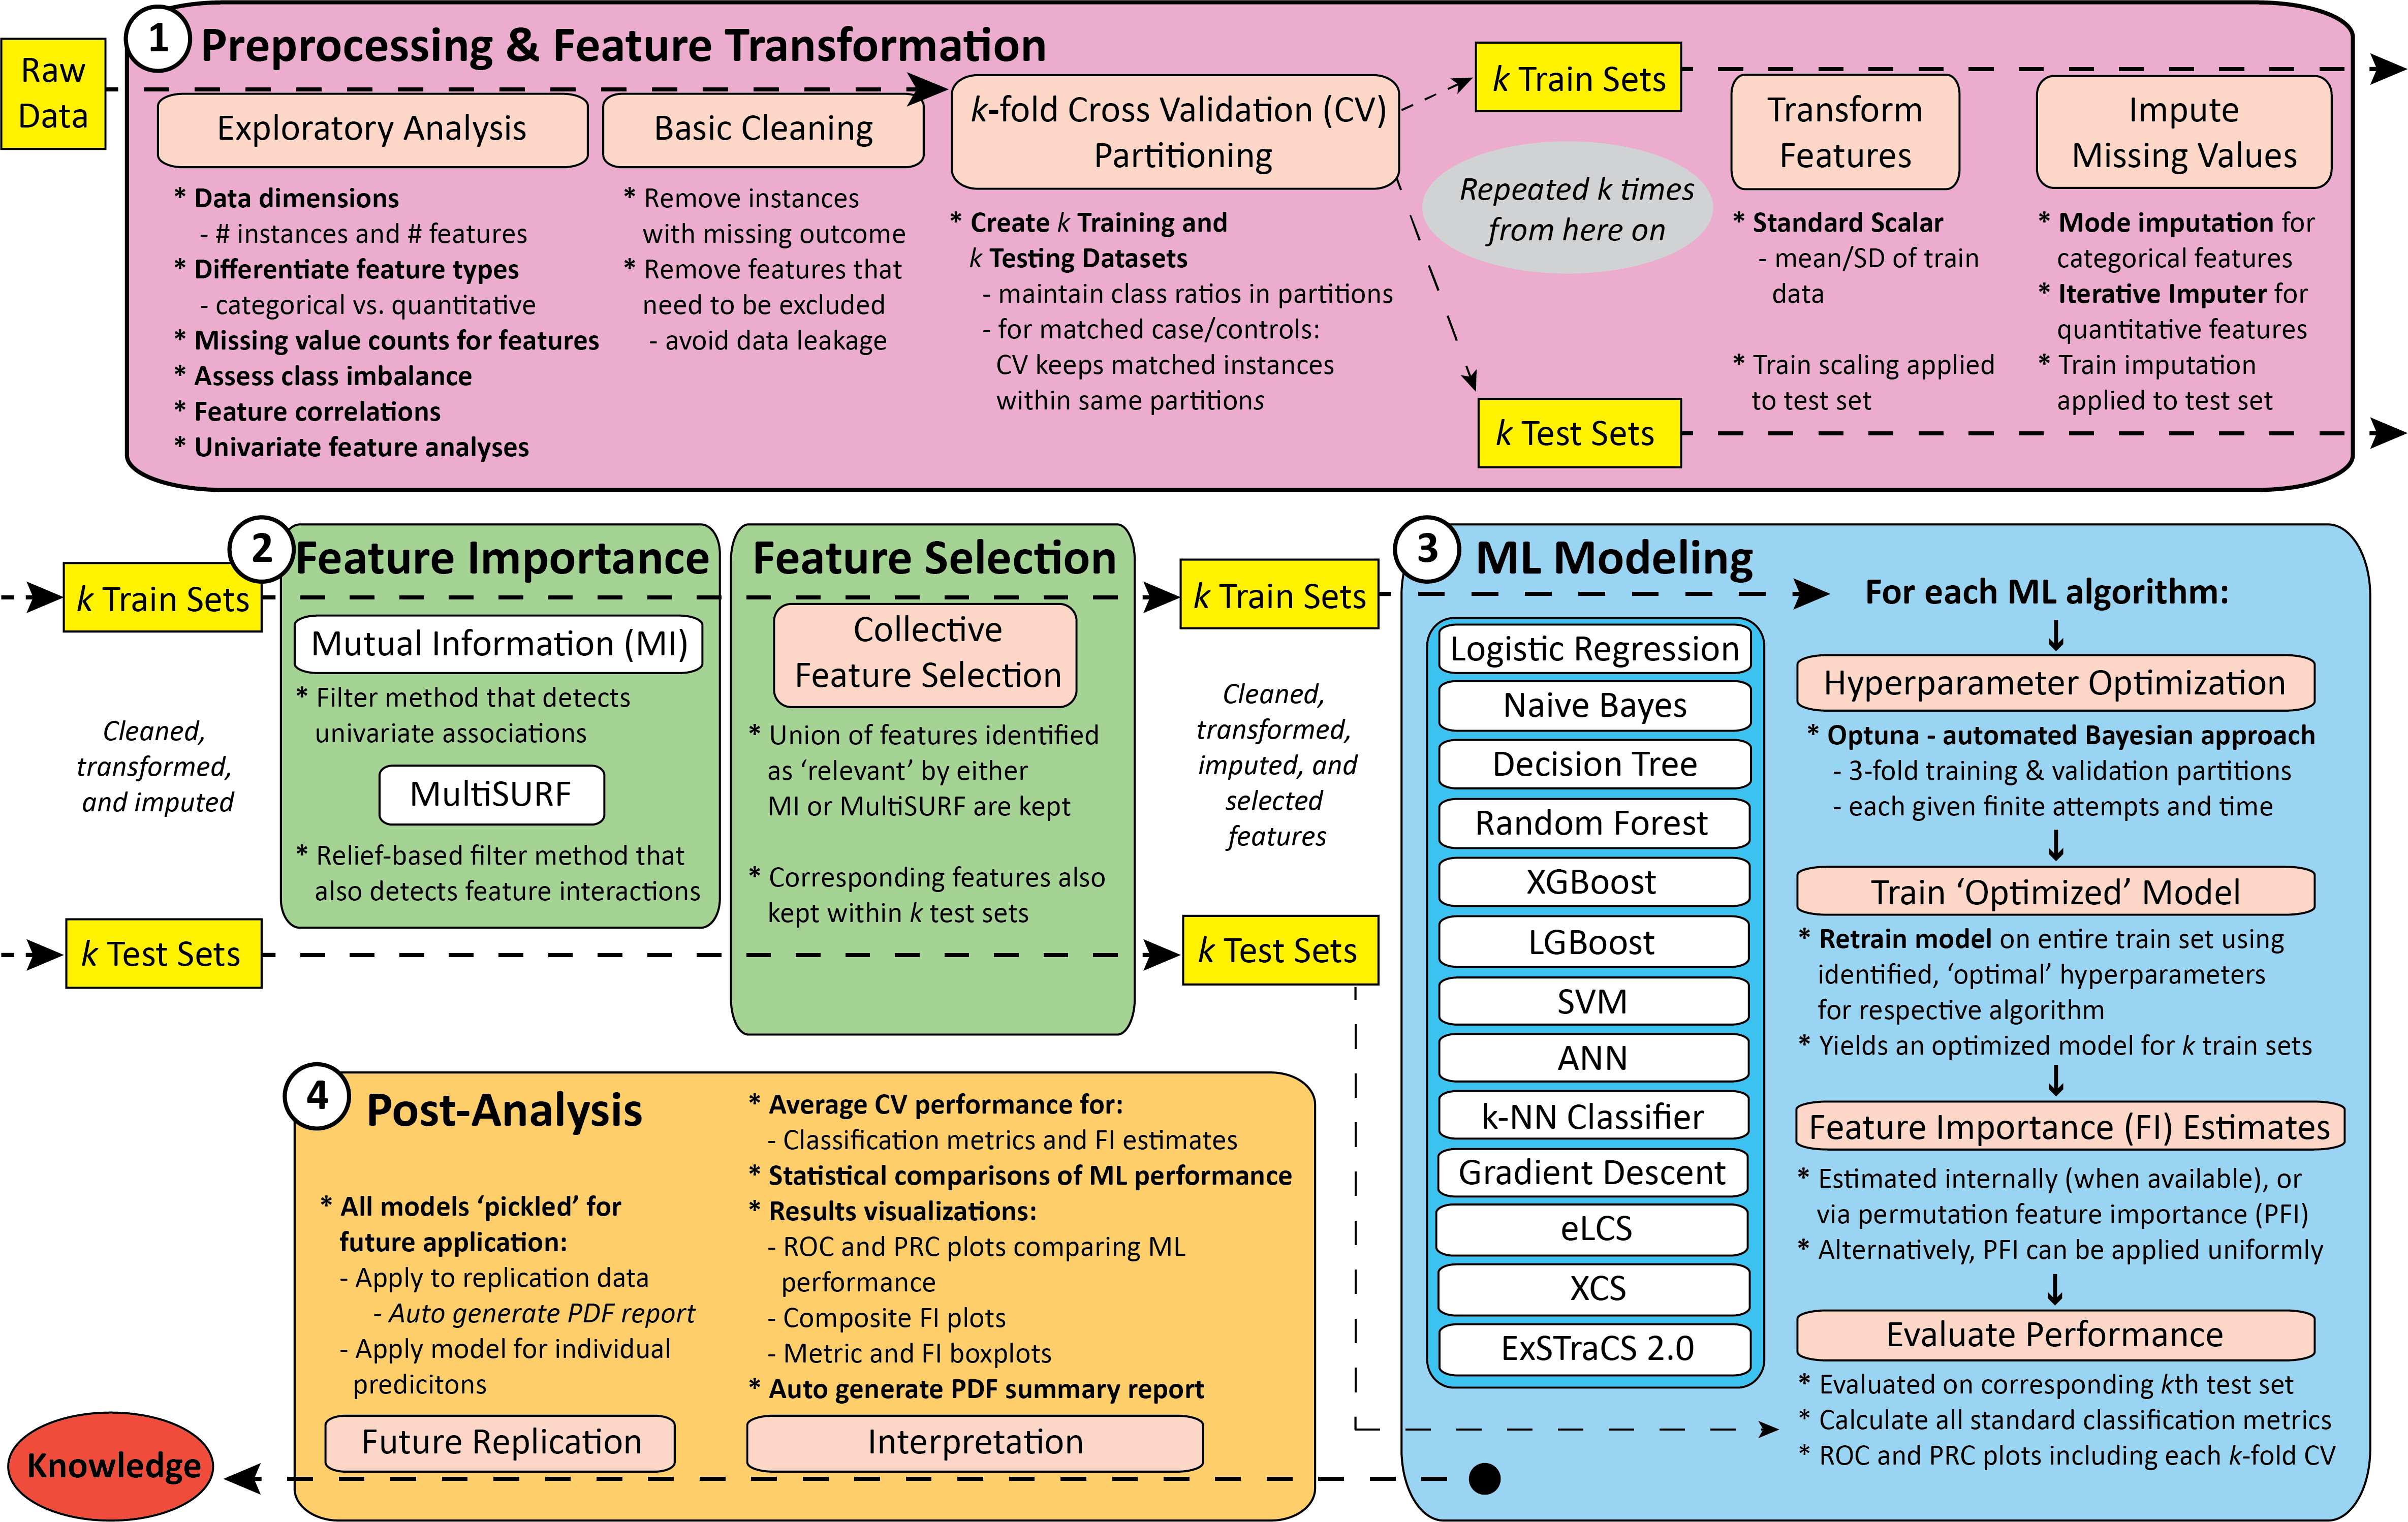 1
Preprocessing & Feature Transformation
Raw
Data
Exploratory Analysis
* Data dimensions
- # instances and # features
* Differentiate feature types
- categorical vs. quantitative
* Missing value counts for features
* Assess class imbalance
* Feature correlations
* Univariate feature analyses
Basic Cleaning
* Remove instances
with missing outcome
* Remove features that
need to be excluded
- avoid data leakage
k-fold Cross Validation (CV)
Partitioning
* Create k Training and
k Testing Datasets
- maintain class ratios in partitions
- for matched case/controls:
CV keeps matched instances
within same partitions
k Train Sets
Repeated k times
from here on
k Test Sets
Transform
Features
* Standard Scalar
- mean/SD of train
data
* Train scaling applied
to test set
Impute
Missing Values
* Mode imputation for
categorical features
* Iterative Imputer for
quantitative features
* Train imputation
applied to test set
k Train Sets
Cleaned,
transformed,
and imputed
k Test Sets
2
Feature Importance
Mutual Information (MI)
* Filter method that detects
univariate associations
MultiSURF
* Relief-based filter method that
also detects feature interactions
Feature Selection
Collective
Feature Selection
* Union of features identified
as ‘relevant’ by either
MI or MultiSURF are kept
* Corresponding features also
kept within k test sets
k Train Sets
Cleaned,
transformed,
imputed, and
selected
features
k Test Sets
3
ML Modeling
Logistic Regression
Naive Bayes
Decision Tree
Random Forest
XGBoost
LGBoost
SVM
ANN
k-NN Classifier
Gradient Descent
eLCS
XCS
ExSTraCS 2.0
For each ML algorithm:
Hyperparameter Optimization
* Optuna - automated Bayesian approach
- 3-fold training & validation partitions
- each given finite attempts and time
Train ‘Optimized’ Model
* Retrain model on entire train set using
identified, ‘optimal’ hyperparameters
for respective algorithm
* Yields an optimized model for k train sets
Feature Importance (FI) Estimates
* Estimated internally (when available), or
via permutation feature importance (PFI)
* Alternatively, PFI can be applied uniformly
Evaluate Performance
* Evaluated on corresponding kth test set
* Calculate all standard classification metrics
* ROC and PRC plots including each k-fold CV
4
Post-Analysis
* All models ‘pickled’ for
future application:
- Apply to replication data
- Auto generate PDF report
- Apply model for individual
predicitons
Future Replication
* Average CV performance for:
- Classification metrics and FI estimates
* Statistical comparisons of ML performance
* Results visualizations:
- ROC and PRC plots comparing ML
performance
- Composite FI plots
- Metric and FI boxplots
* Auto generate PDF summary report
Interpretation
Knowledge